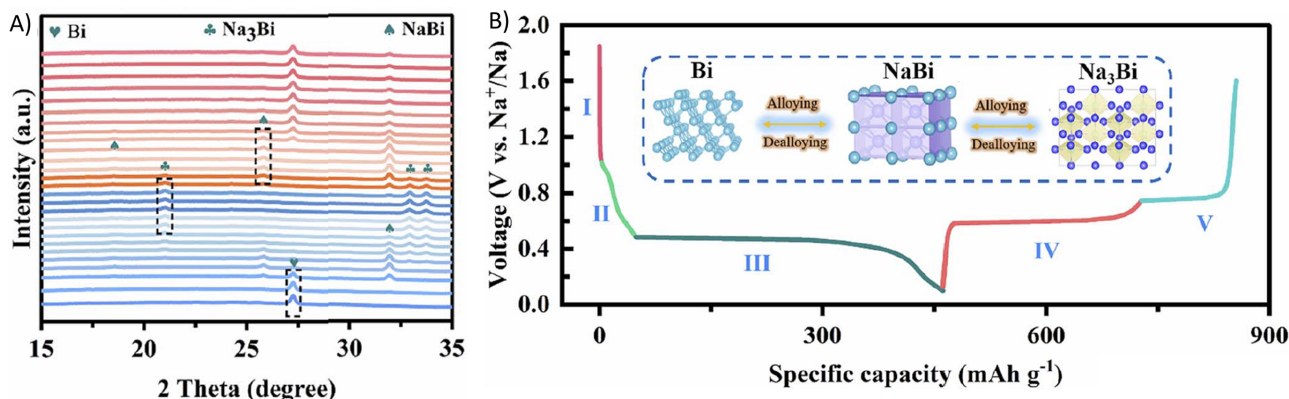 A)
♥ Bi ♣ Na₃Bi ♠ NaBi
Intensity (a.u.)
15 20 25 30 35
2 Theta (degree)
B)
Voltage (V vs. Na⁺/Na)
2.0
1.6
1.2
0.8
0.4
0.0
I
II
III
IV
V
Bi NaBi Na₃Bi
Alloying Alloying
Dealloying Dealloying
0 300 600 900
Specific capacity (mAh g⁻¹)